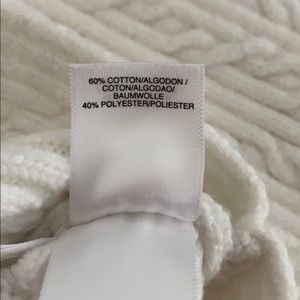 60% COTTON/ALGODON /
COTON/ALGODAO/
BAUMWOLLE
40% POLYESTER/POLIESTER